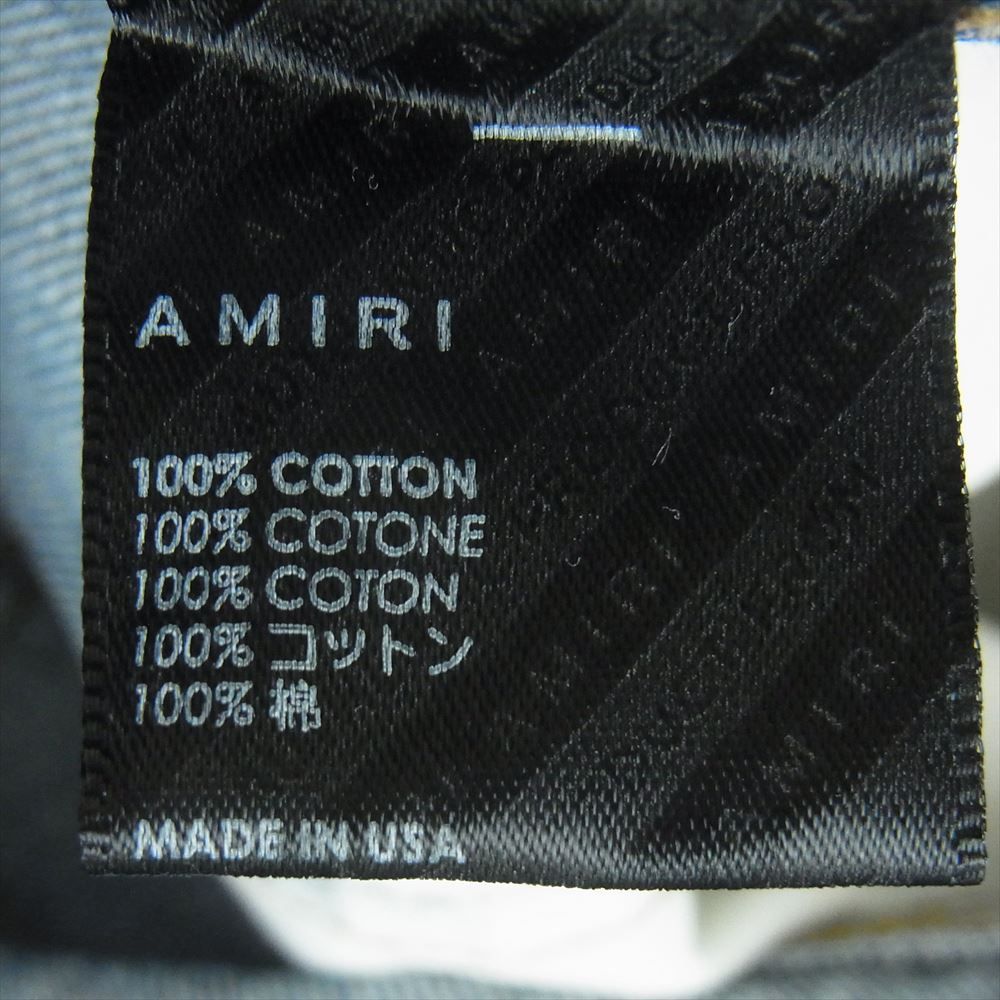 AMIRI
100% COTTON
100% COTONE
100% COTON
100% コットン
100% 棉
MADE IN USA